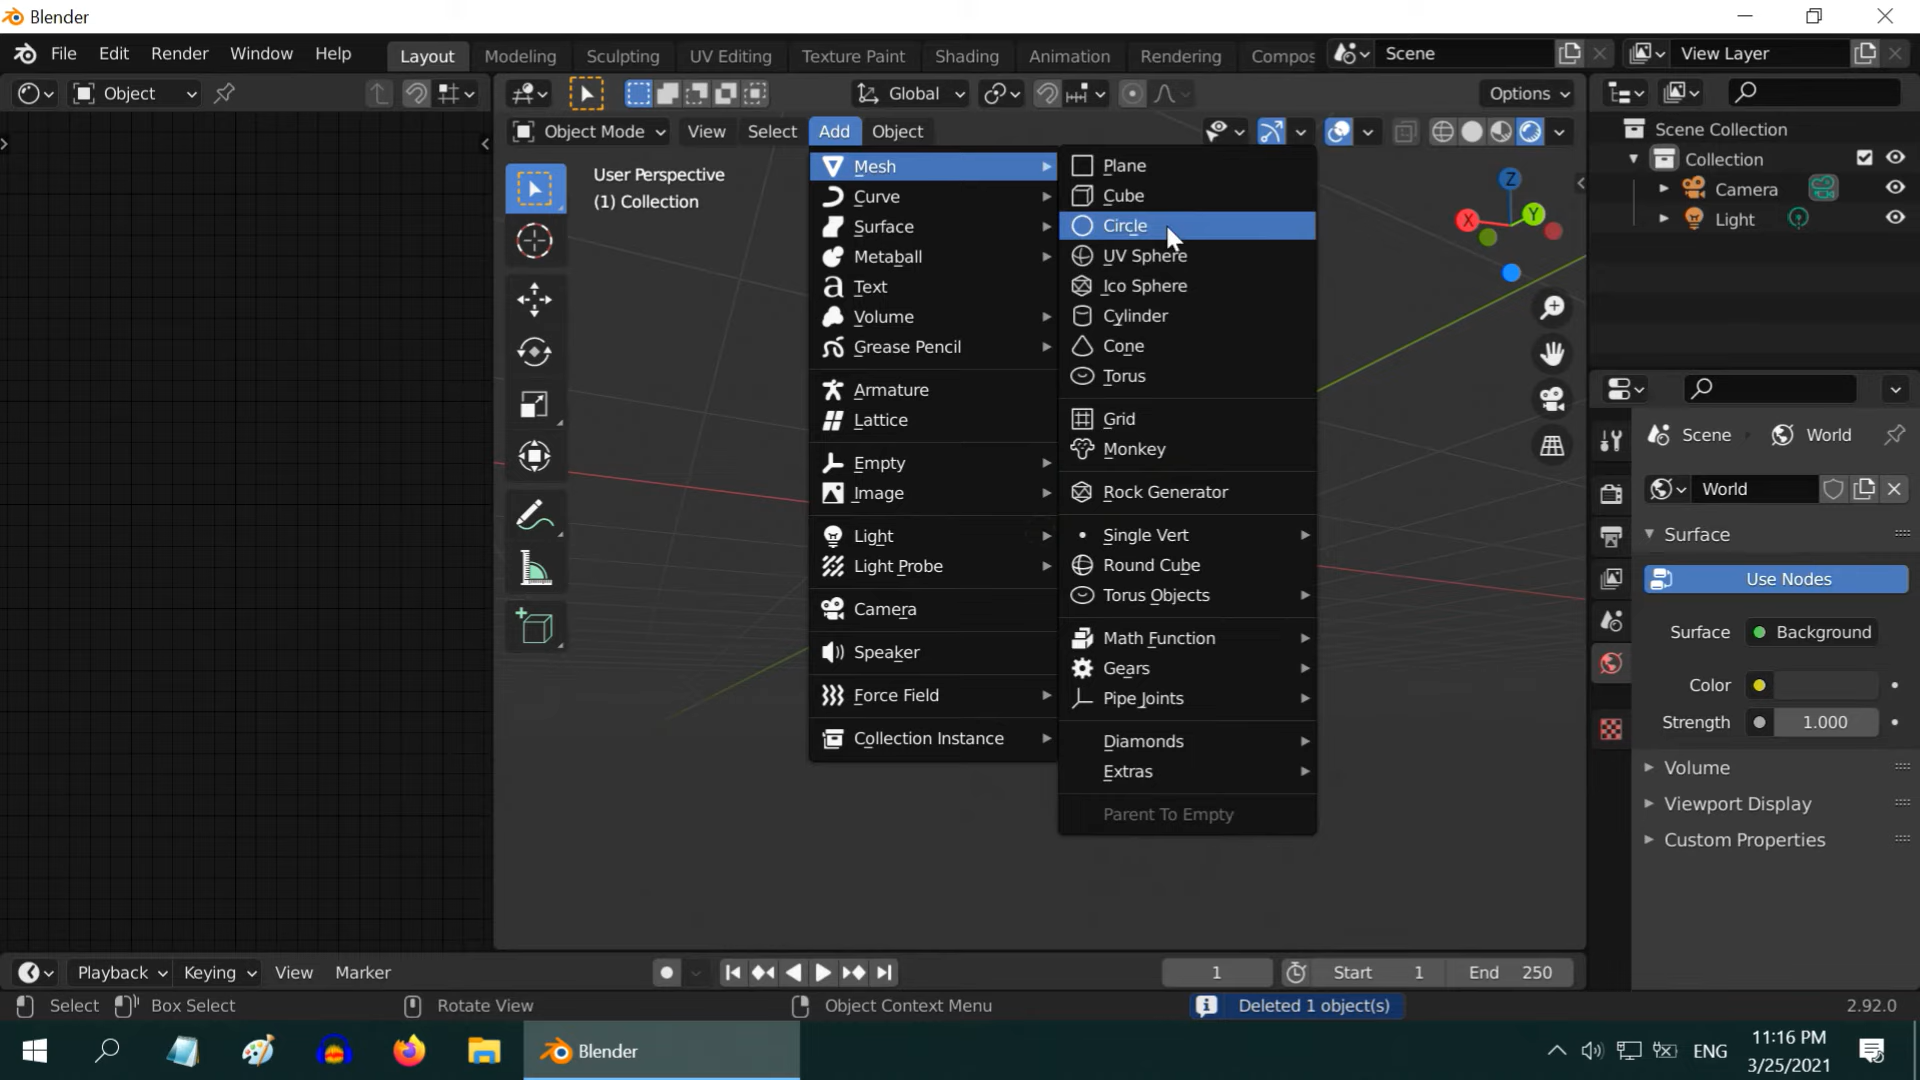 Blender
File Edit Render Window Help Layout Modeling Sculpting UV Editing Texture Paint Shading Animation Rendering Compos Scene View Layer
Object Global Options
Object Mode View Select Add Object
User Perspective
(1) Collection
Mesh
Curve
Surface
Metaball
Text
Volume
Grease Pencil
Armature
Lattice
Empty
Image
Light
Light Probe
Camera
Speaker
Force Field
Collection Instance
Plane
Cube
Circle
UV Sphere
Ico Sphere
Cylinder
Cone
Torus
Grid
Monkey
Rock Generator
Single Vert
Round Cube
Torus Objects
Math Function
Gears
Pipe Joints
Diamonds
Extras
Parent To Empty
X Y Z
Scene Collection
Collection
Camera
Light
Scene World
World
Surface
Use Nodes
Surface Background
Color
Strength 1.000
Volume
Viewport Display
Custom Properties
Playback Keying View Marker 1 Start 1 End 250
Select Box Select Rotate View Object Context Menu Deleted 1 object(s) 2.92.0
Blender ENG 11:16 PM
3/25/2021